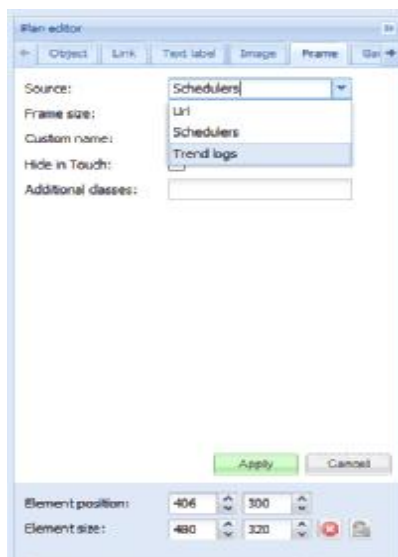 Plan editor
Object Link Text label Image Frame
Source: Schedulers
Url
Frame size:
Schedulers
Custom name:
Trend logs
Hide in Touch:
Additional classes:
Apply Cancel
Element position: 406 300
Element size: 480 320